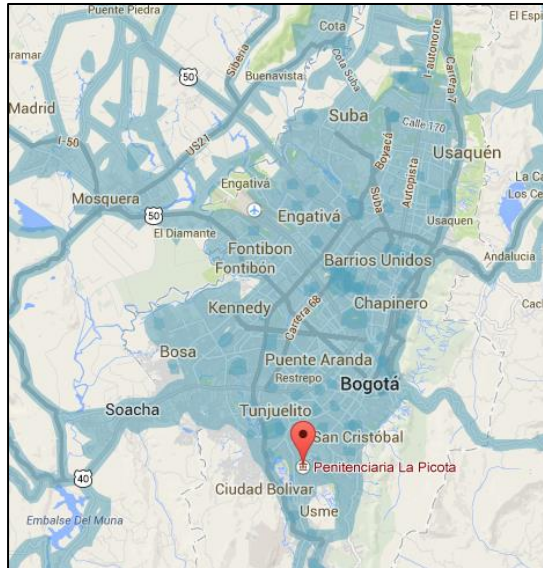 Puente Piedra
Cota
El Espi
Siberia
50
Buenavista
Cota Suba
I- autonorte
Carrera 7
Madrid
Suba
Calle 170
I-50
US21
Boyacá
Autopista
Usaquén
Engativa
Mosquera
Suba
50
Engativá
Usaquen
El Diamante
Fontibon
Andalucia
Fontibón
Barrios Unidos
Kennedy
Carrera 68
Chapinero
Bosa
Puente Aranda
Restrepo
Bogotá
Soacha
Tunjuelito
San Cristóbal
Penitenciaria La Picota
40
Ciudad Bolivar
Usme
Embalse Del Muna